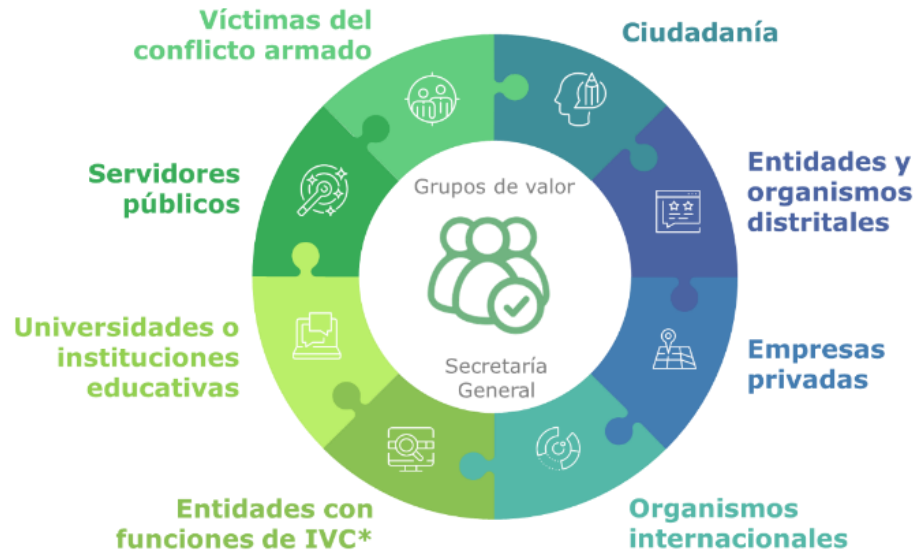 Víctimas del
conflicto armado
Ciudadanía
Servidores
públicos
Entidades y
organismos
distritales
Grupos de valor
Secretaría
General
Universidades o
instituciones
educativas
Empresas
privadas
Entidades con
funciones de IVC*
Organismos
internacionales